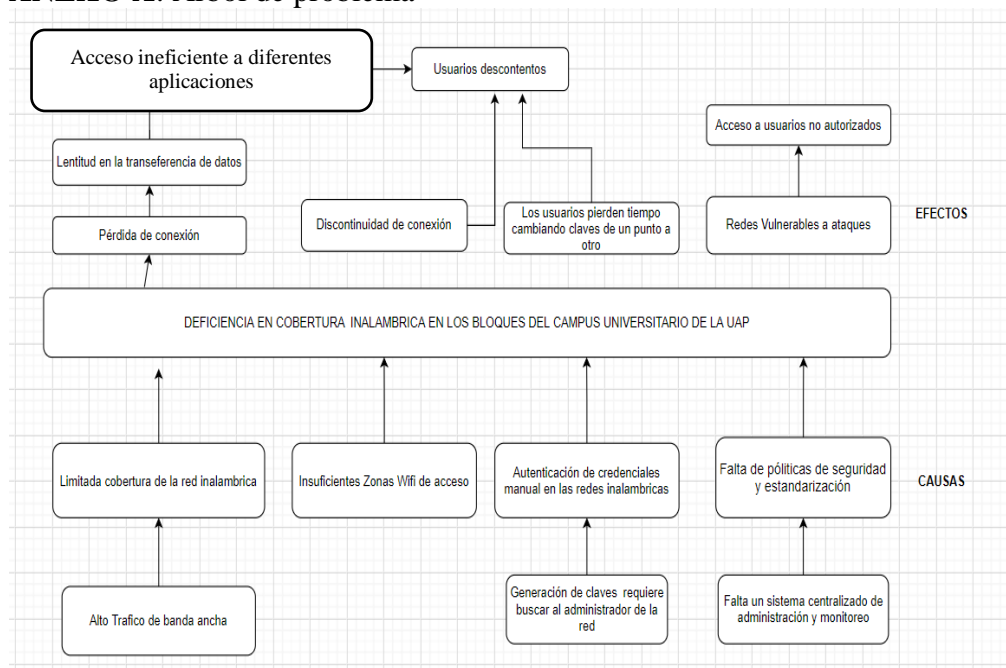 ANEXO A: Árbol de problema
Acceso ineficiente a diferentes
aplicaciones
Usuarios descontentos
Acceso a usuarios no autorizados
Lentitud en la transeferencia de datos
Discontinuidad de conexión
Los usuarios pierden tiempo
cambiando claves de un punto a
otro
Redes Vulnerables a ataques
EFECTOS
Pérdida de conexión
DEFICIENCIA EN COBERTURA INALAMBRICA EN LOS BLOQUES DEL CAMPUS UNIVERSITARIO DE LA UAP
Limitada cobertura de la red inalambrica
Insuficientes Zonas Wifi de acceso
Autenticación de credenciales
manual en las redes inalambricas
Falta de póliticas de seguridad
y estandarización
CAUSAS
Alto Trafico de banda ancha
Generación de claves requiere
buscar al administrador de la
red
Falta un sistema centralizado de
administración y monitoreo